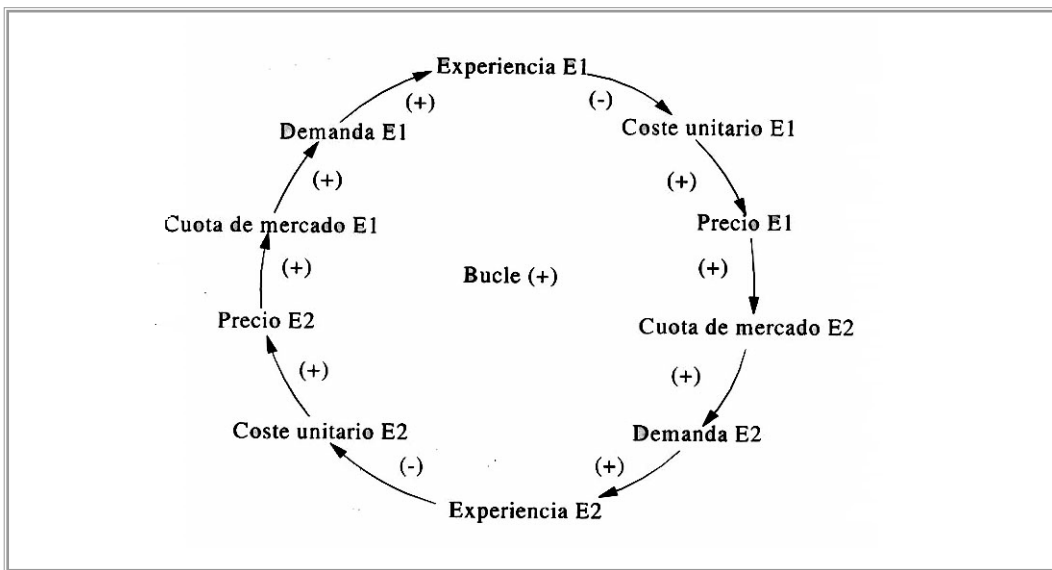 Experiencia E1
(+)
(-)
Demanda E1
Coste unitario E1
(+)
(+)
Cuota de mercado E1
Precio E1
(+)
Bucle (+)
(+)
Precio E2
Cuota de mercado E2
(+)
(+)
Coste unitario E2
Demanda E2
(-)
(+)
Experiencia E2